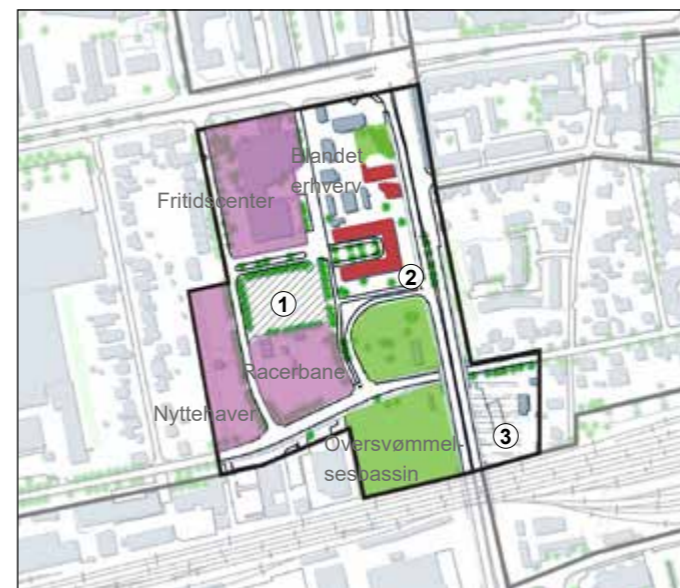 Blandet
erhverv
Fritidscenter
1
2
Racerbane
Nyttehaver
Oversvømmel-
sesbassin
3